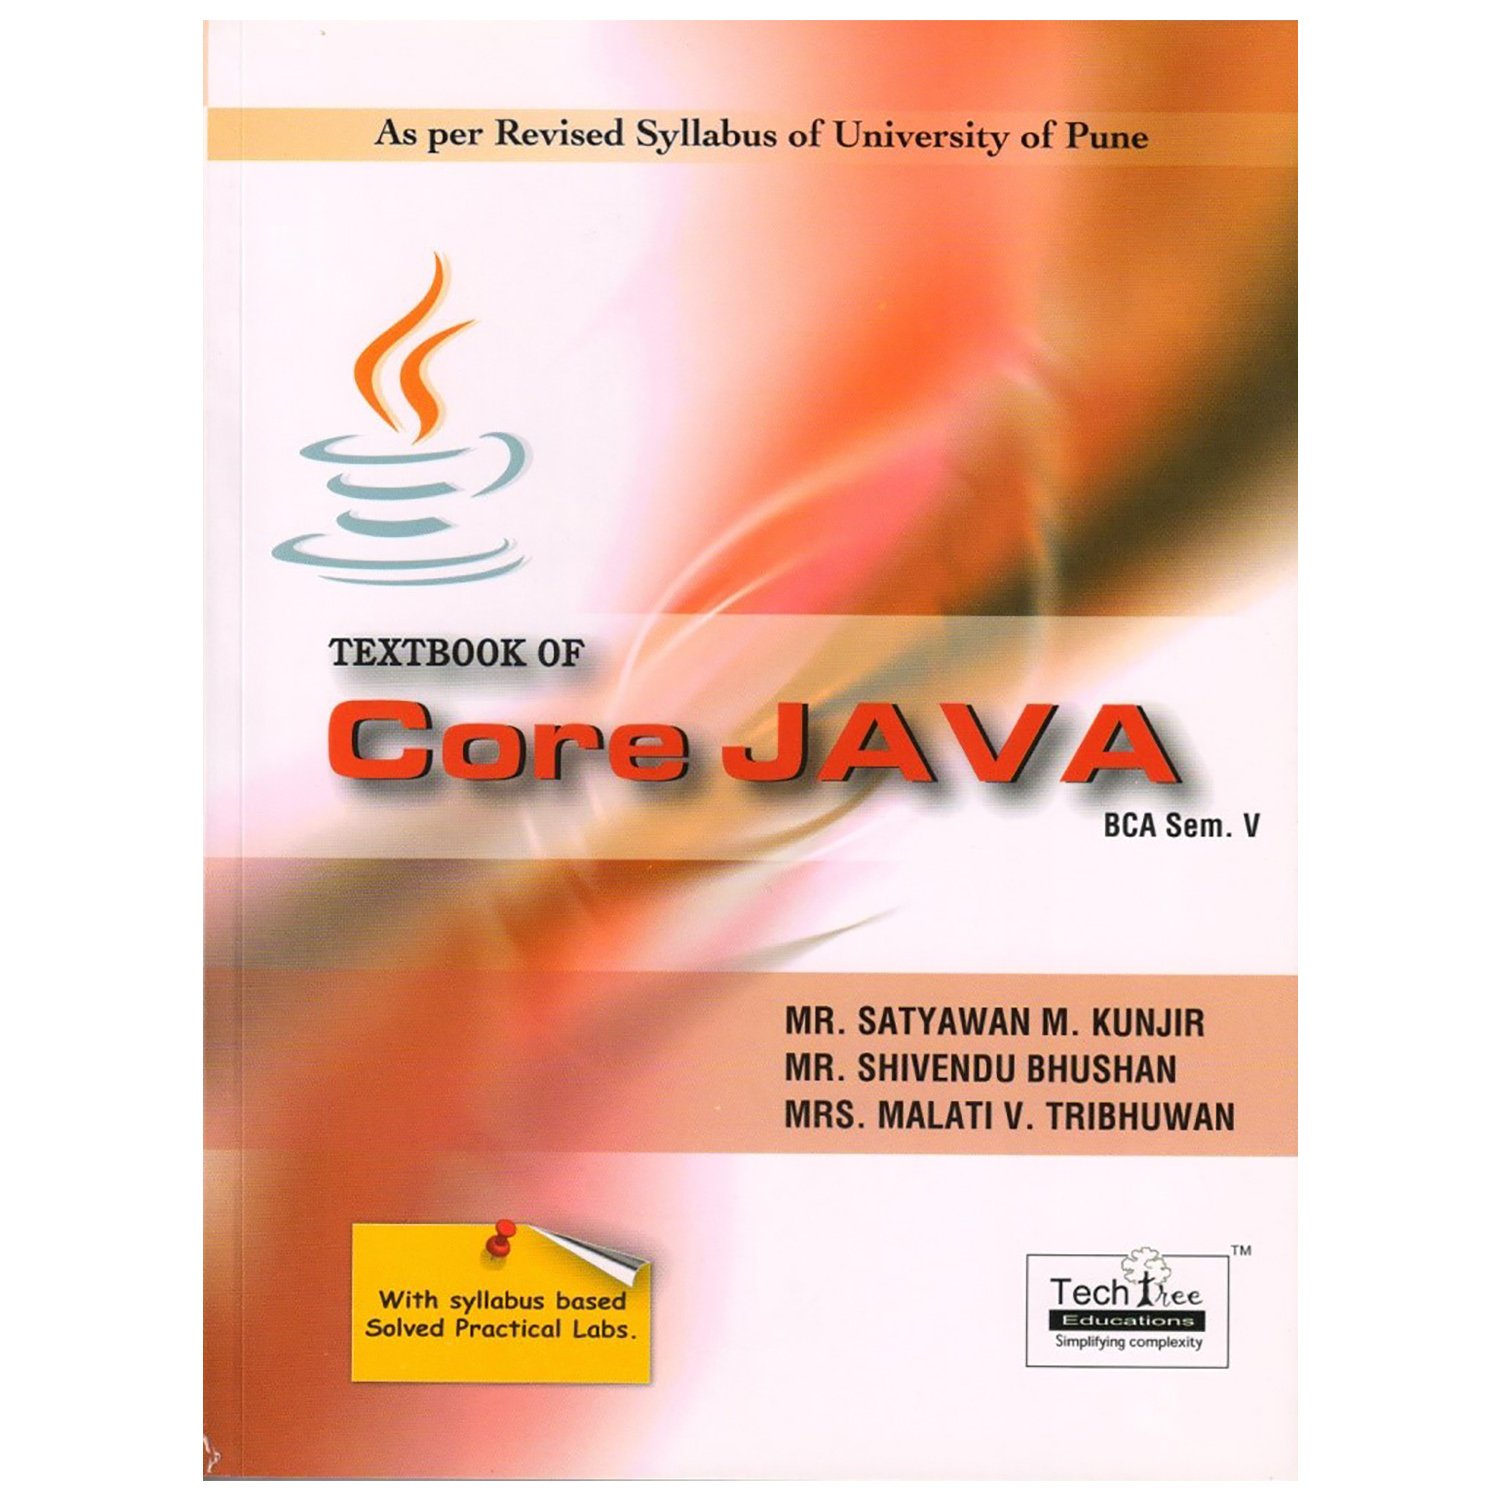 As per Revised Syllabus of University of Pune
TEXTBOOK OF
Core JAVA
BCA Sem. V
MR. SATYAWAN M. KUNJIR
MR. SHIVENDU BHUSHAN
MRS. MALATI V. TRIBHUWAN
With syllabus based
Solved Practical Labs.
TM
Tech Tree
Educations
Simplifying complexity